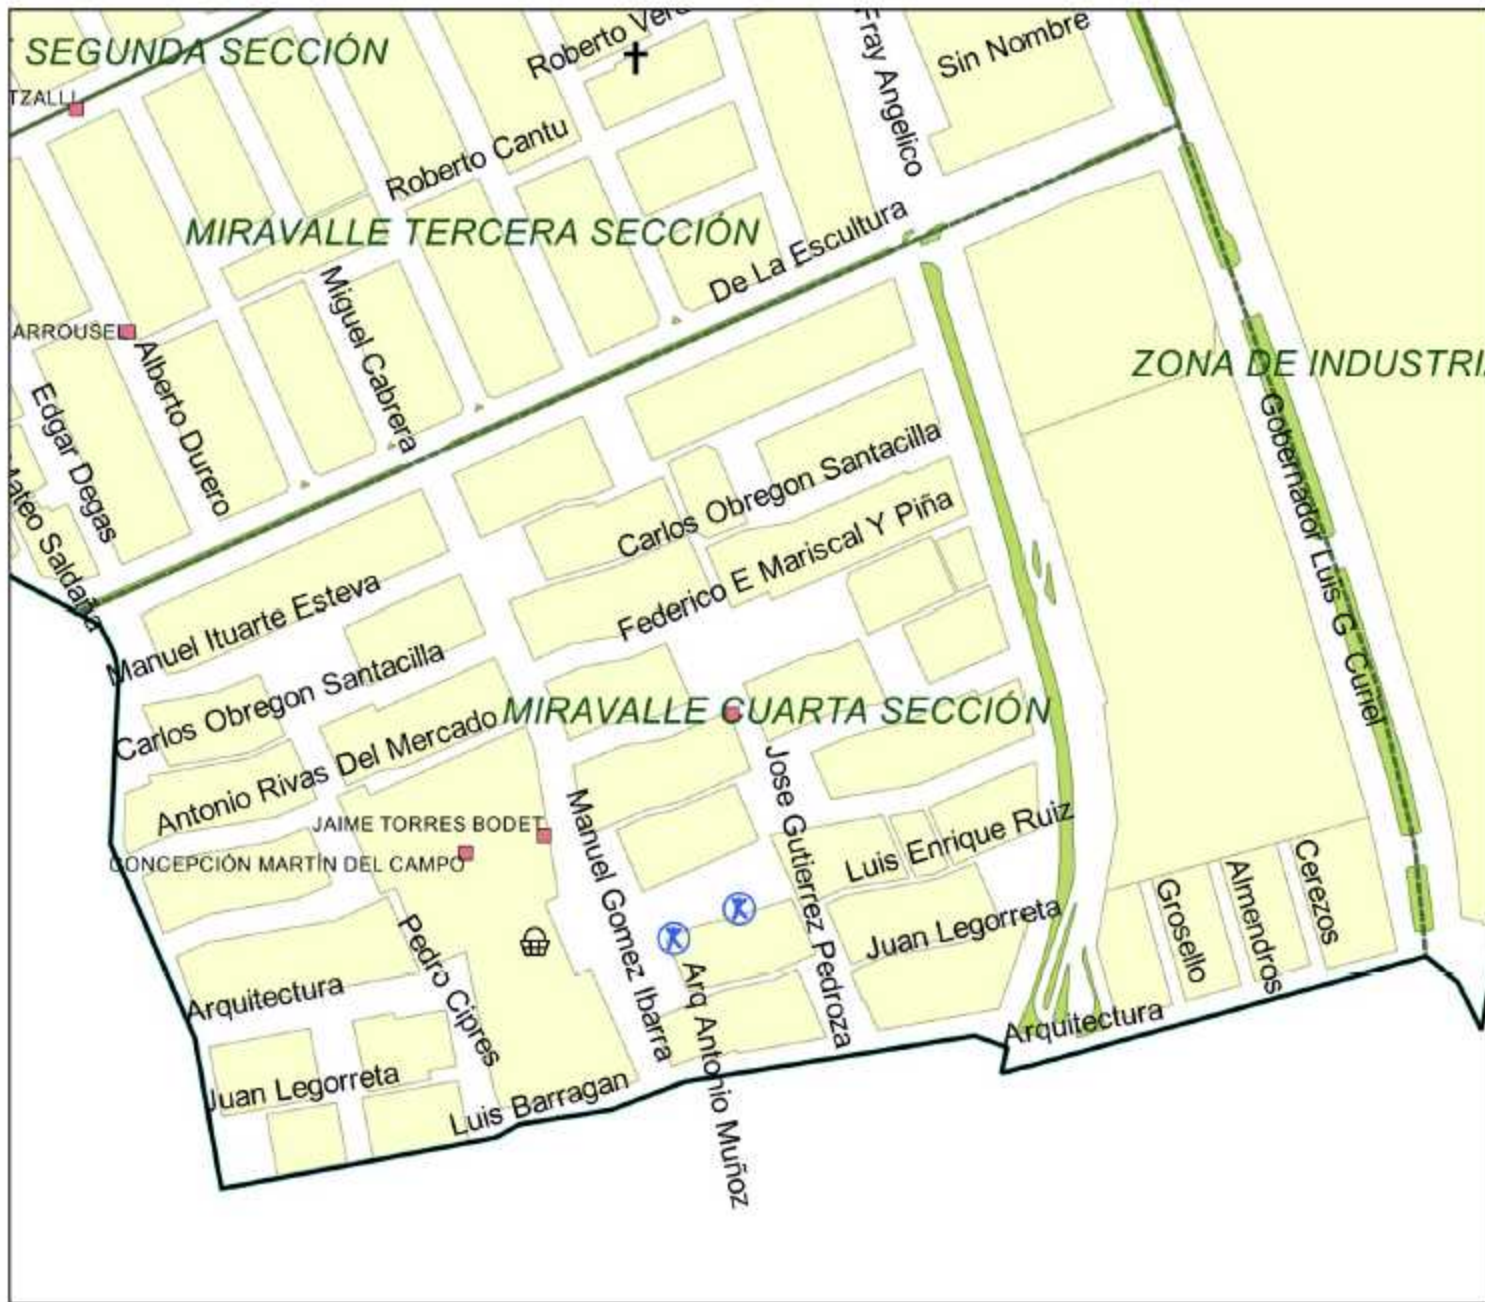 SEGUNDA SECCIÓN
Roberto
Fray Angelico
Sin Nombre
TZALLI
Roberto Cantu
MIRAVALLE TERCERA SECCIÓN
De La Escultura
Miguel Cabrera
ARROUSEL
Alberto Durero
Edgar Degas
Mateo Saldaña
ZONA DE INDUSTRI
Gobernador Luis G Curiel
Carlos Obregon Santacilla
Federico E Mariscal Y Piña
Manuel Ituarte Esteva
Carlos Obregon Santacilla
Antonio Rivas Del Mercado
MIRAVALLE CUARTA SECCIÓN
JAIME TORRES BODET
CONCEPCIÓN MARTÍN DEL CAMPO
Manuel Gomez Ibarra
Jose Gutierrez Pedroza
Luis Enrique Ruiz
Juan Legorreta
Grosello
Almendros
Cerezos
Pedro Cipres
Arq Antonio Muñoz
Arquitectura
Arquitectura
Juan Legorreta
Luis Barragan